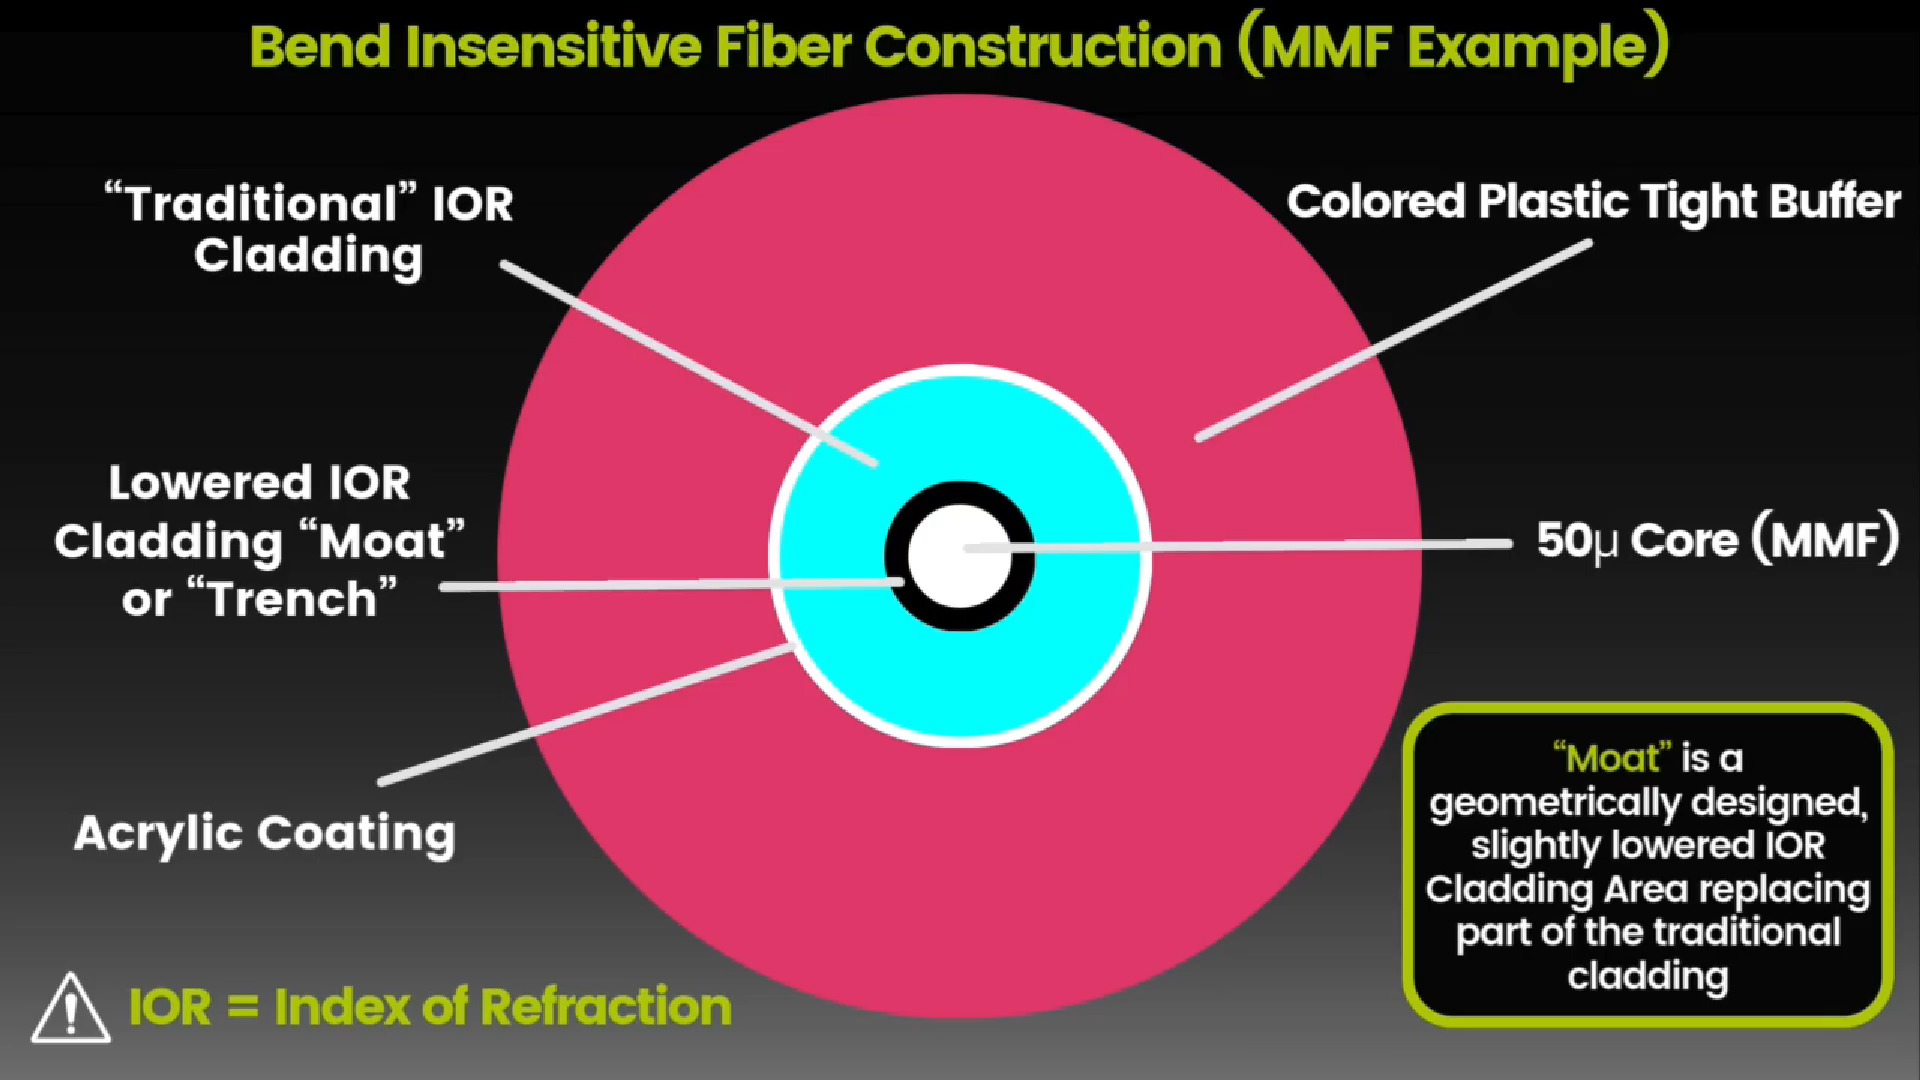 Bend Insensitive Fiber Construction (MMF Example)
“Traditional” IOR
Cladding
Colored Plastic Tight Buffer
Lowered IOR
Cladding “Moat”
or “Trench”
50µ Core (MMF)
Acrylic Coating
“Moat” is a
geometrically designed,
slightly lowered IOR
Cladding Area replacing
part of the traditional
cladding
IOR = Index of Refraction